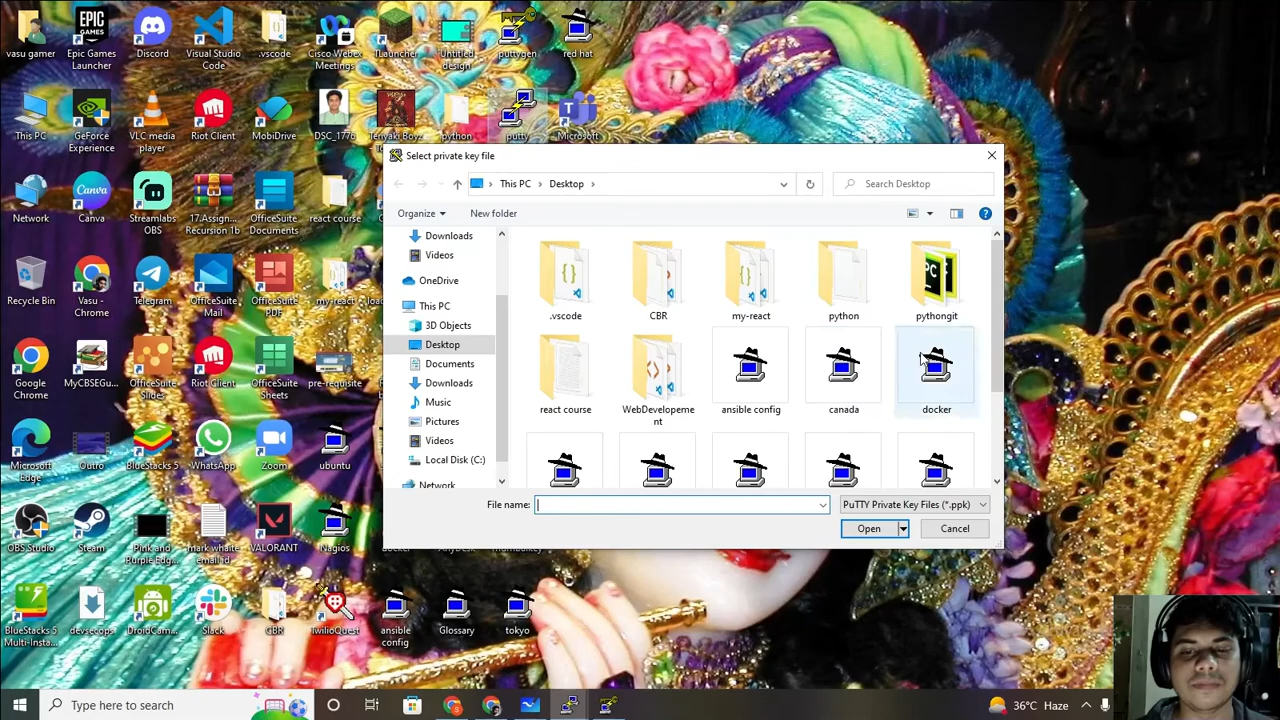 vasu gamer
Epic Games
Launcher
Discord
Visual Studio
Code
.vscode
Cisco Webex
Meetings
TLauncher
Untitled
design
puttygen
red hat
This PC
GeForce
Experience
VLC media
player
Riot Client
MobiDrive
DSC_1776
Teriyaki Boyz
python
putty
Microsoft
Network
Canva
Streamlabs
OBS
17.Assign...
Recursion 1b
OfficeSuite
Documents
react course
Recycle Bin
Vasu -
Chrome
Telegram
OfficeSuite
Mail
OfficeSuite
PDF
my-react
Google
Chrome
MyCBSEGu...
OfficeSuite
Slides
Riot Client
OfficeSuite
Sheets
pre-requisite
Microsoft
Edge
Outro
BlueStacks 5
WhatsApp
Zoom
ubuntu
OBS Studio
Steam
Pink and
Purple Edg...
mark whaite
email id
VALORANT
Nagios
BlueStacks 5
Multi-Insta...
devsecops
DroidCam...
Slack
CBR
TwilioQuest
ansible
config
Glossary
tokyo
Select private key file
This PC
Desktop
Search Desktop
Organize
New folder
Downloads
Videos
OneDrive
This PC
3D Objects
Desktop
Documents
Downloads
Music
Pictures
Videos
Local Disk (C:)
Network
.vscode
CBR
my-react
python
pythongit
react course
WebDevelopeme
nt
ansible config
canada
docker
File name:
PuTTY Private Key Files (*.ppk)
Open
Cancel
Type here to search
36°C Haze